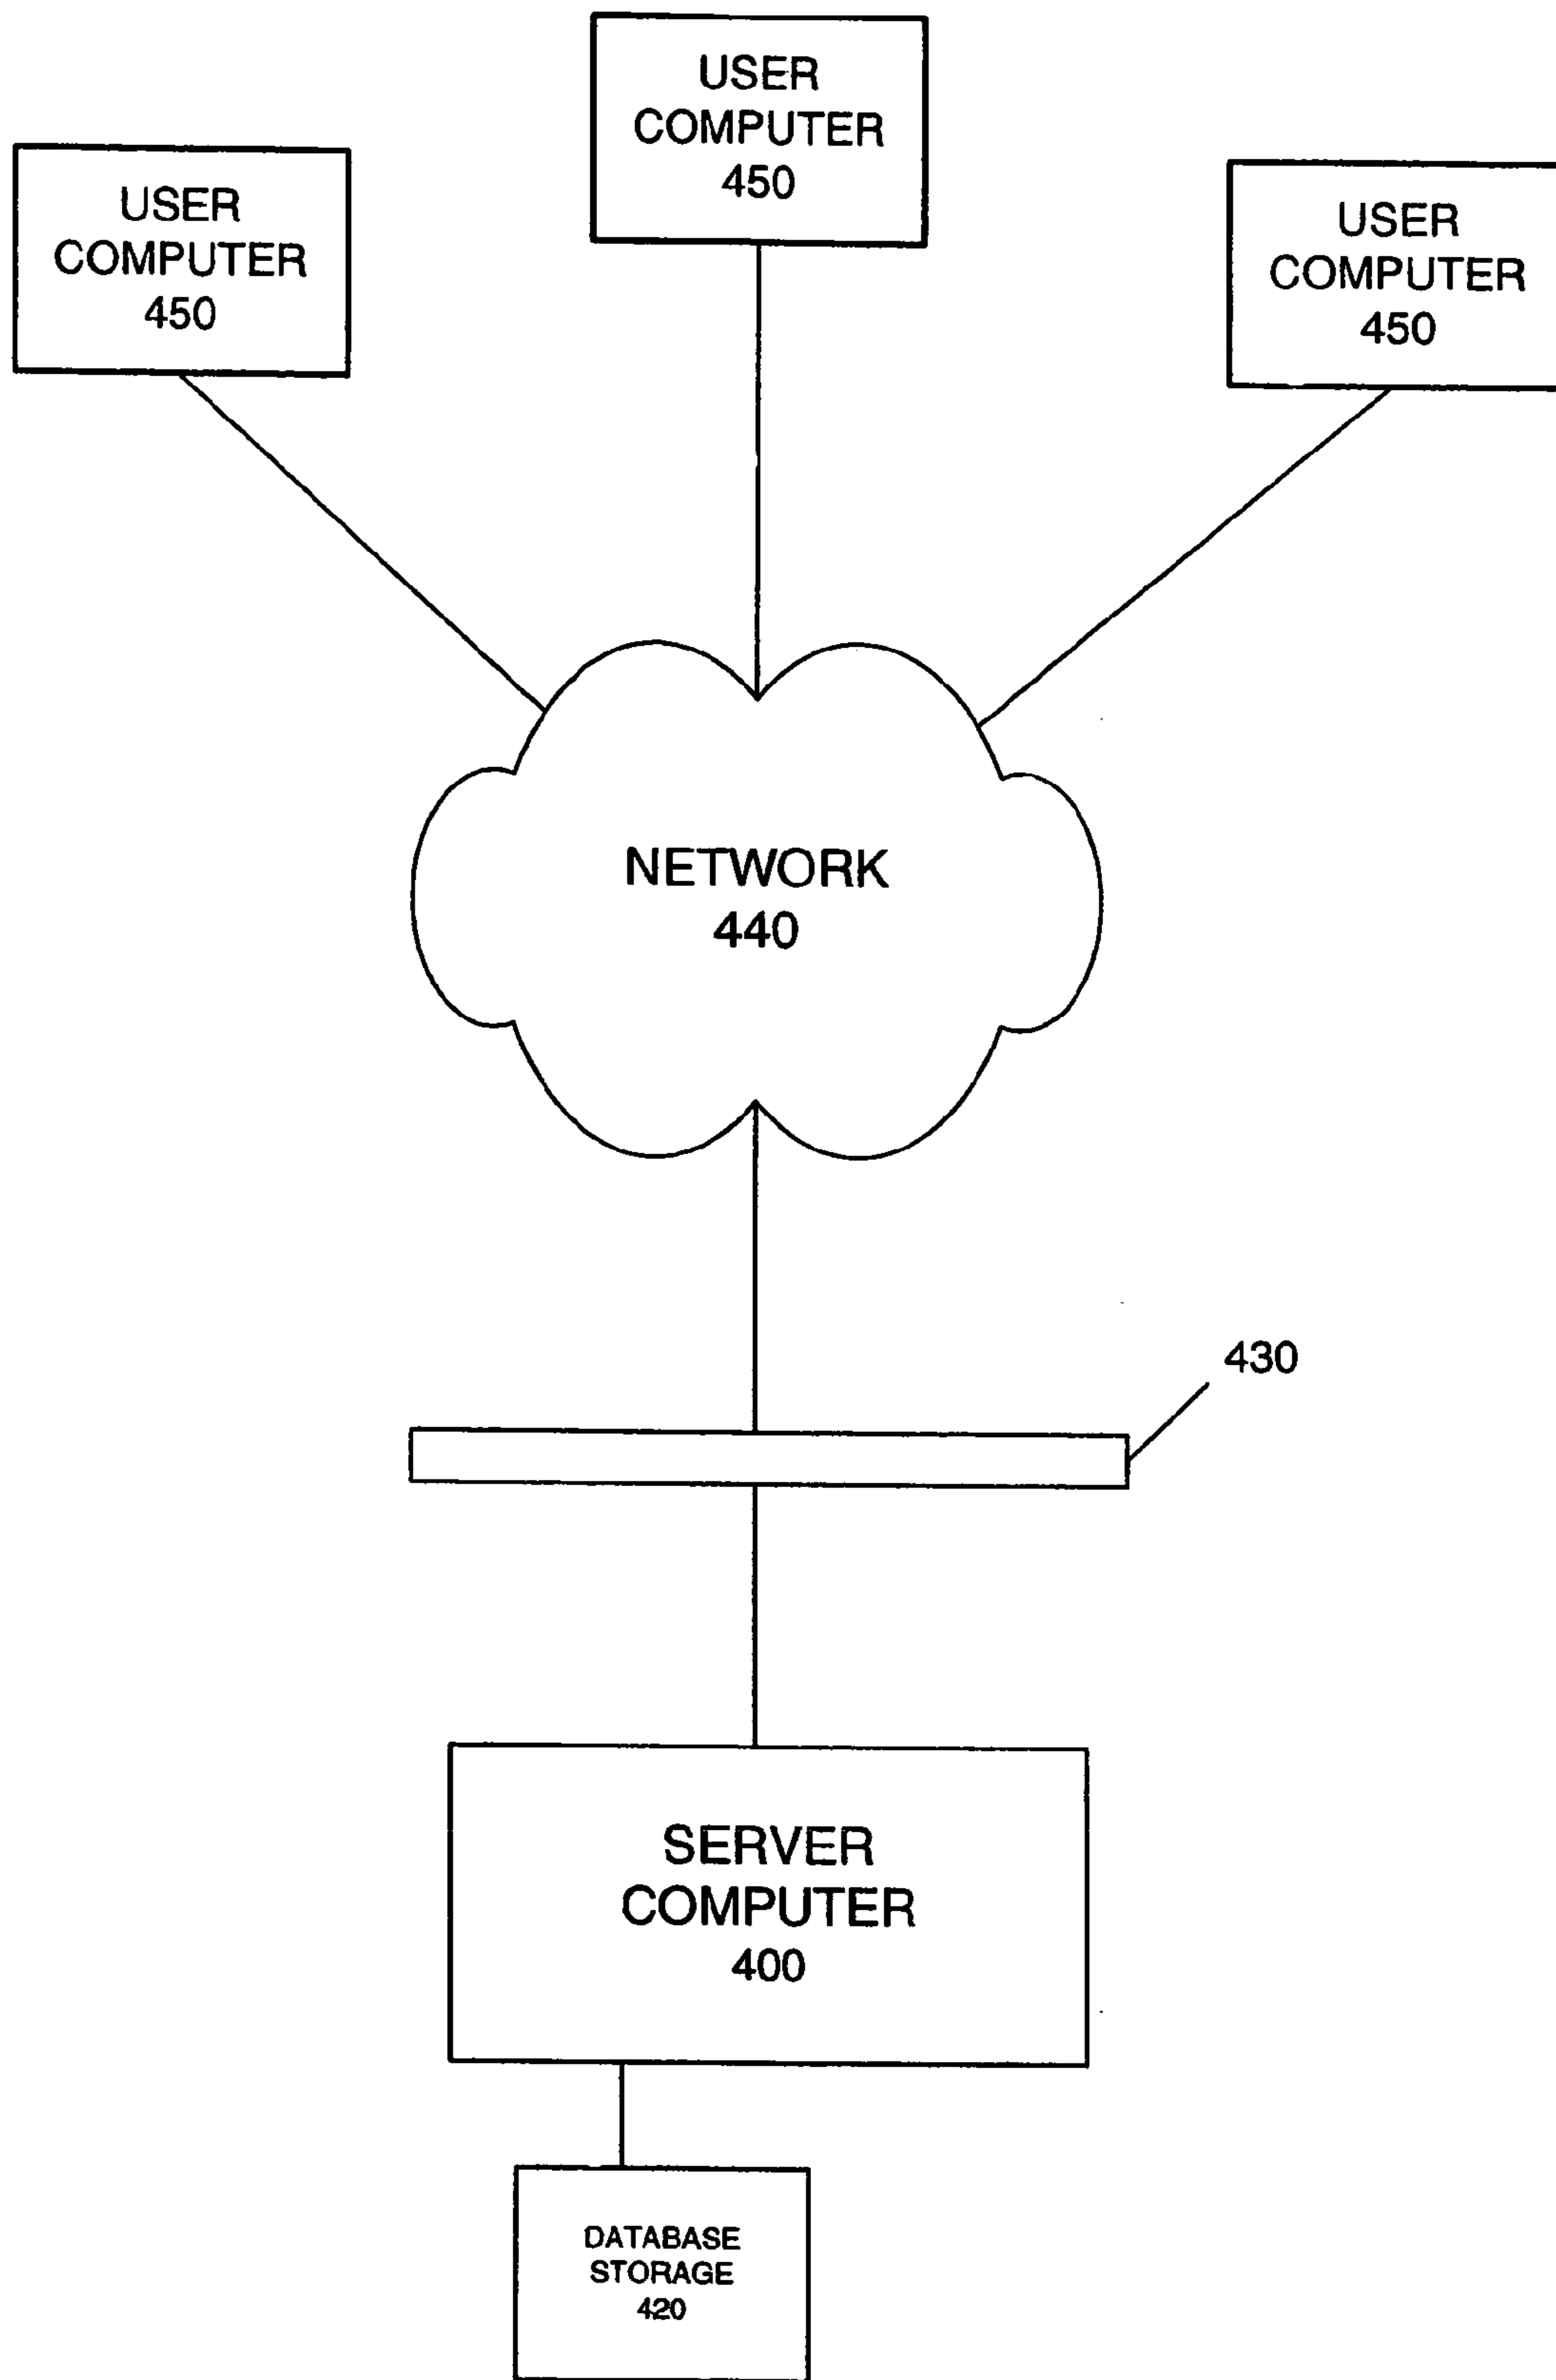 USER
COMPUTER
450
USER
COMPUTER
450
USER
COMPUTER
450
NETWORK
440
430
SERVER
COMPUTER
400
DATABASE
STORAGE
420